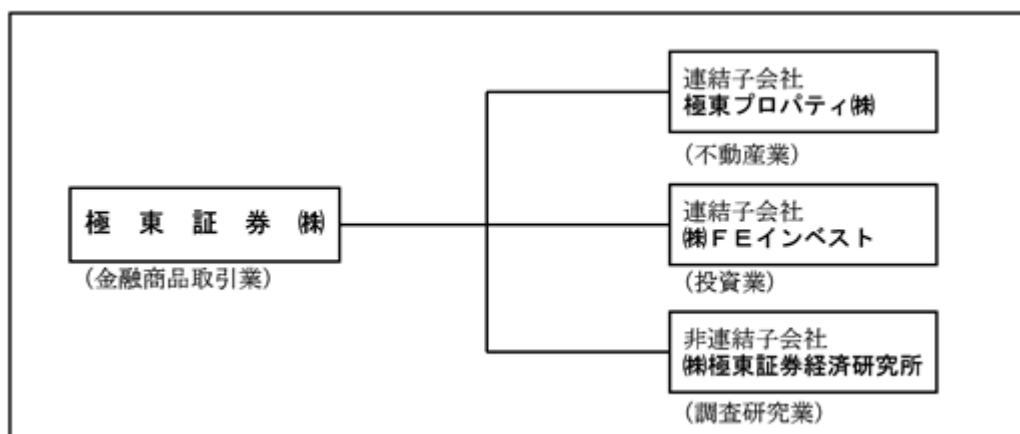 連結子会社
極東プロパティ㈱
(不動産業)
極東証券㈱
(金融商品取引業)
連結子会社
㈱ＦＥインベスト
(投資業)
非連結子会社
㈱極東証券経済研究所
(調査研究業)